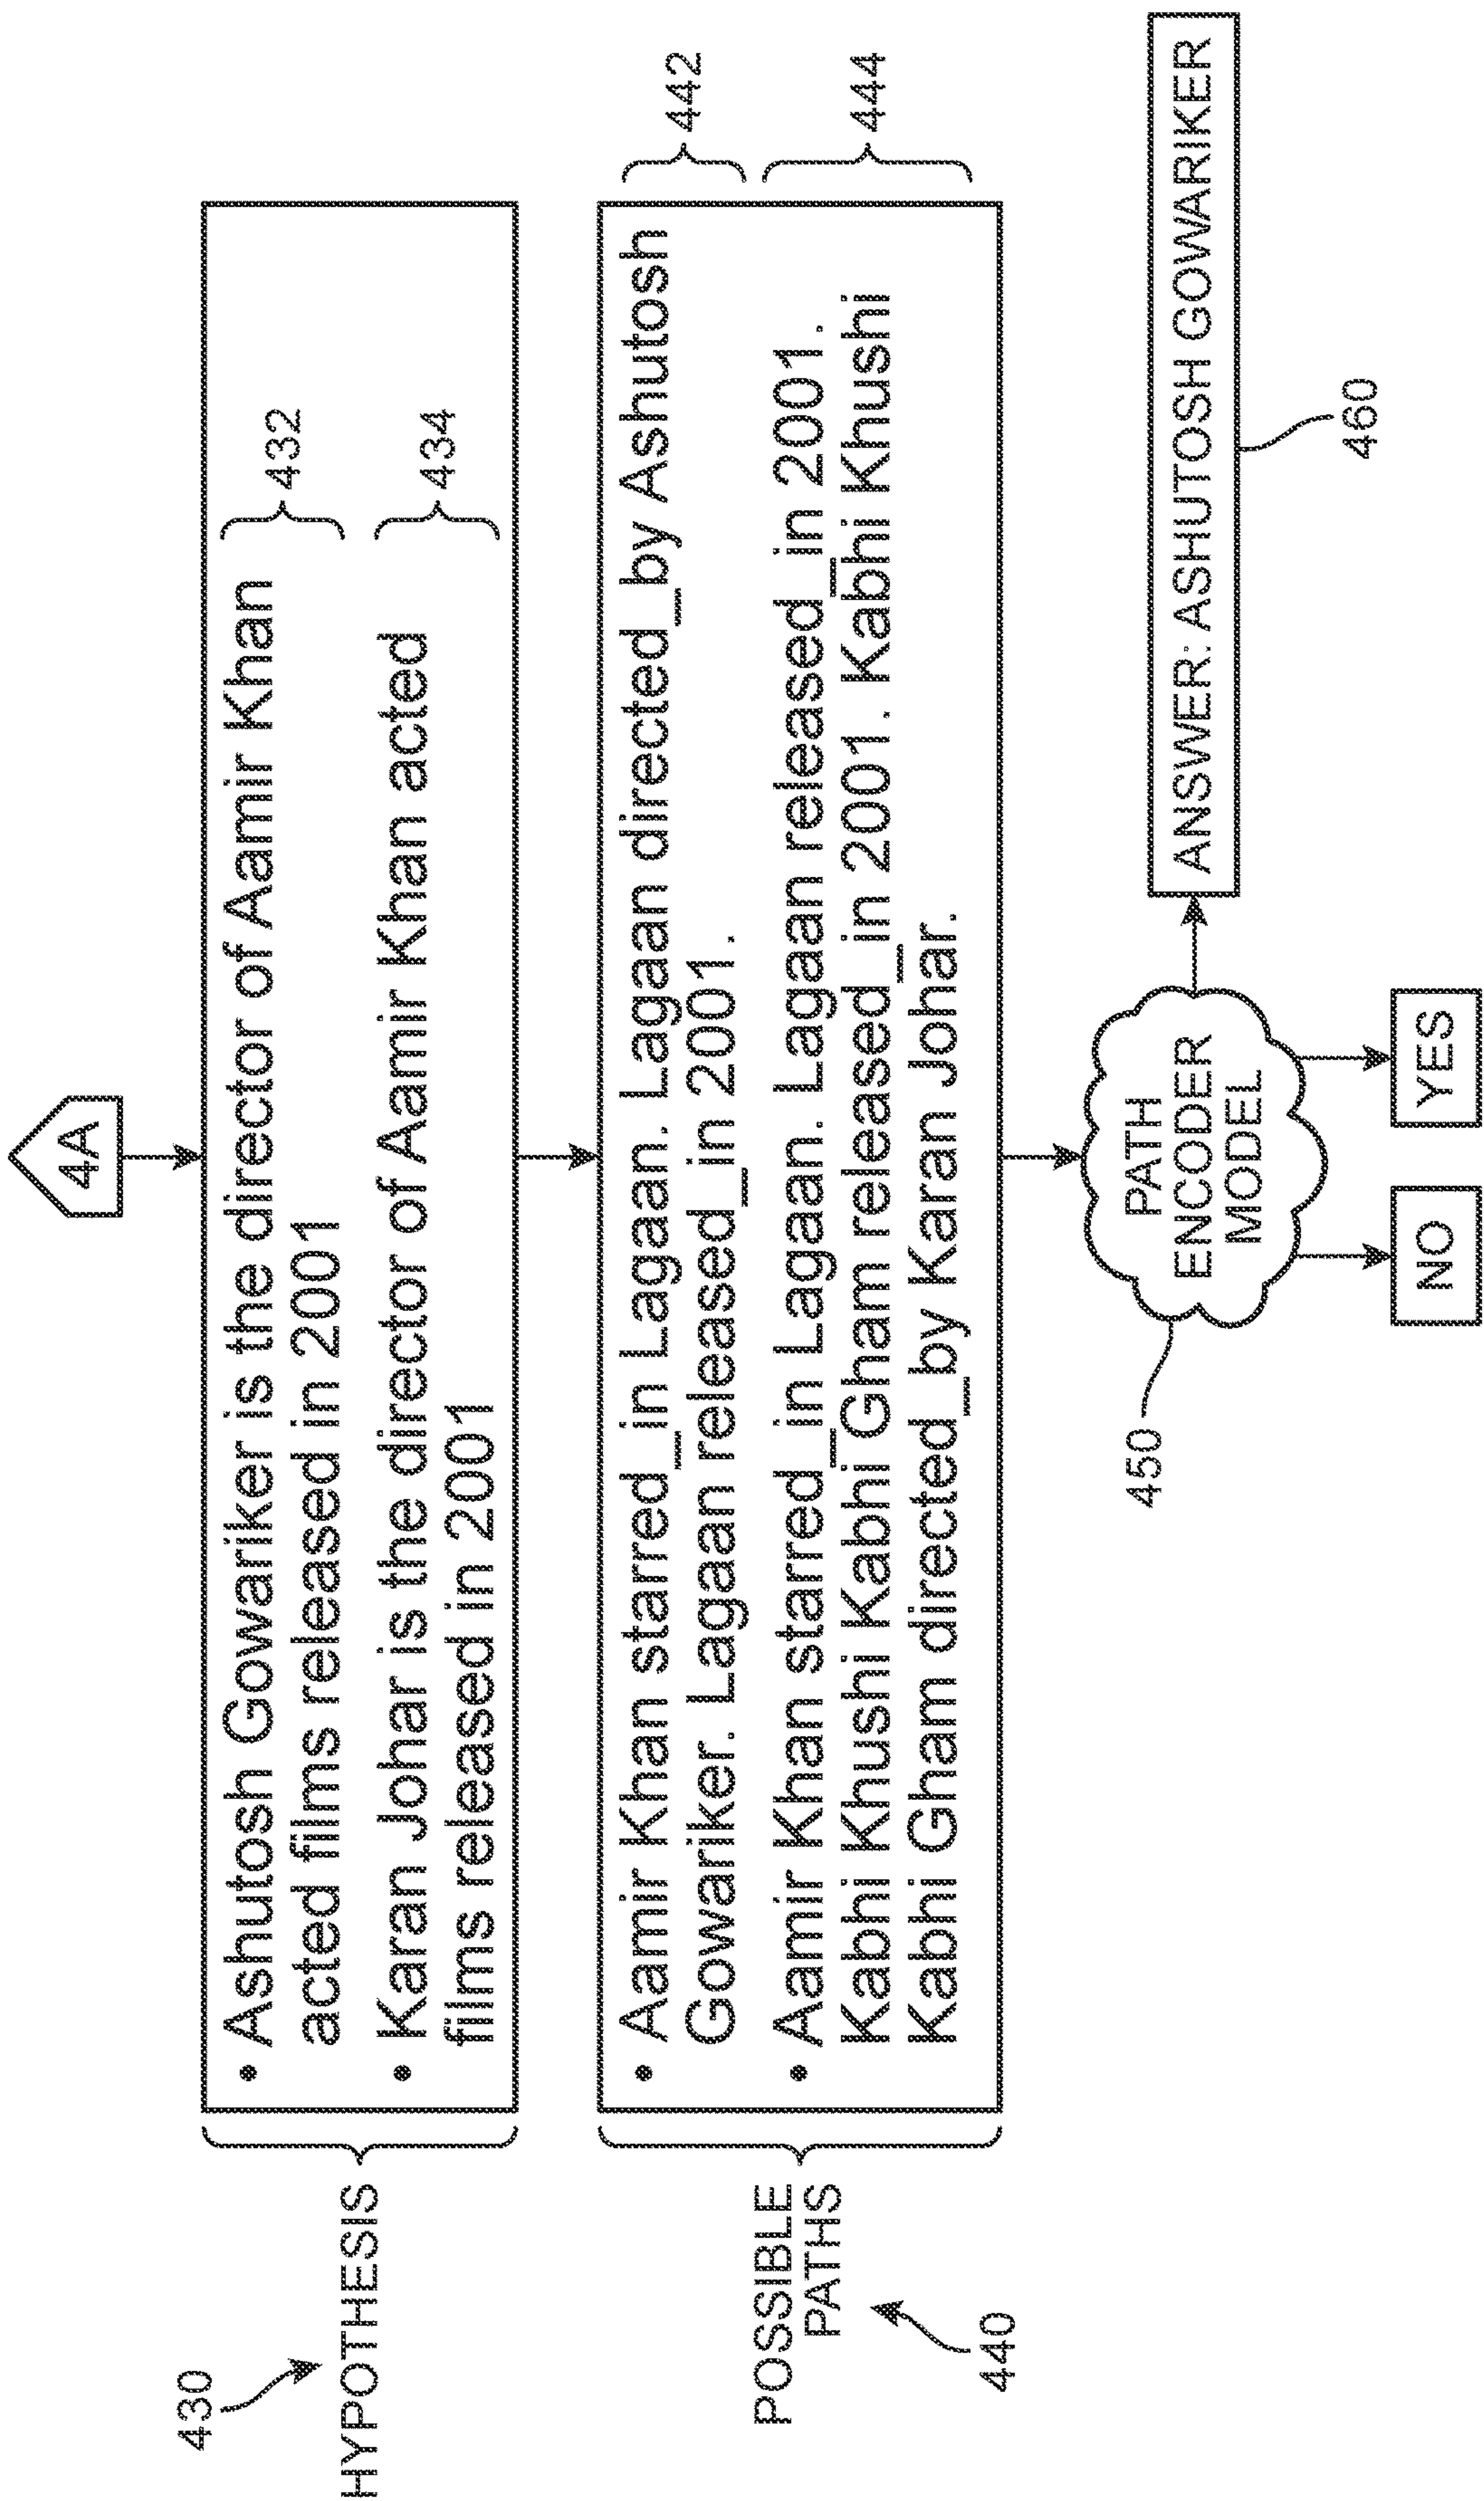 4A
430
HYPOTHESIS
• Ashutosh Gowariker is the director of Aamir Khan
acted films released in 2001
432
• Karan Johar is the director of Aamir Khan acted
films released in 2001
434
POSSIBLE
PATHS
440
• Aamir Khan starred_in Lagaan. Lagaan directed_by Ashutosh
Gowariker. Lagaan released_in 2001.
442
• Aamir Khan starred_in Lagaan. Lagaan released_in 2001.
Kabhi Khushi Kabhi Gham released_in 2001. Kabhi Khushi
Kabhi Gham directed_by Karan Johar.
444
450
PATH
ENCODER
MODEL
ANSWER: ASHUTOSH GOWARIKER
460
NO
YES